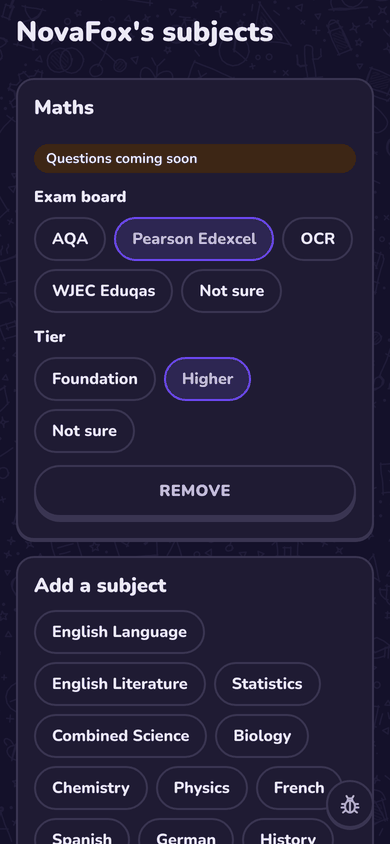 NovaFox's subjects
Maths
Questions coming soon
Exam board
AQA
Pearson Edexcel
OCR
WJEC Eduqas
Not sure
Tier
Foundation
Higher
Not sure
REMOVE
Add a subject
English Language
English Literature
Statistics
Combined Science
Biology
Chemistry
Physics
French
Spanish
German
History